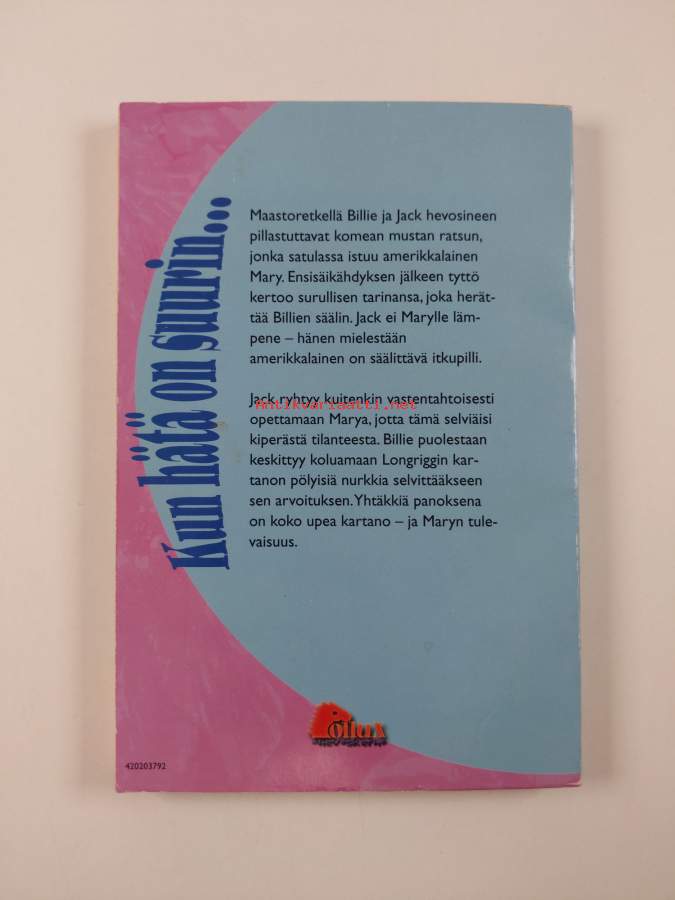 Kun hätä on suurin...
Maastoretkellä Billie ja Jack hevosineen
pillastuttavat komean mustan ratsun,
jonka satulassa istuu amerikkalainen
Mary. Ensisäikähdyksen jälkeen tyttö
kertoo surullisen tarinansa, joka herät-
tää Billien säälin. Jack ei Marylle läm-
pene – hänen mielestään
amerikkalainen on säälittävä itkupilli.
Jack ryhtyy kuitenkin vastentahtoisesti
Antikvariaatti.net
opettamaan Marya, jotta tämä selviäisi
kiperästä tilanteesta. Billie puolestaan
keskittyy koluamaan Longriggin kar-
tanon pölyisiä nurkkia selvittääkseen
sen arvoituksen. Yhtäkkiä panoksena
on koko upea kartano – ja Maryn tule-
vaisuus.
Pollux
420203792